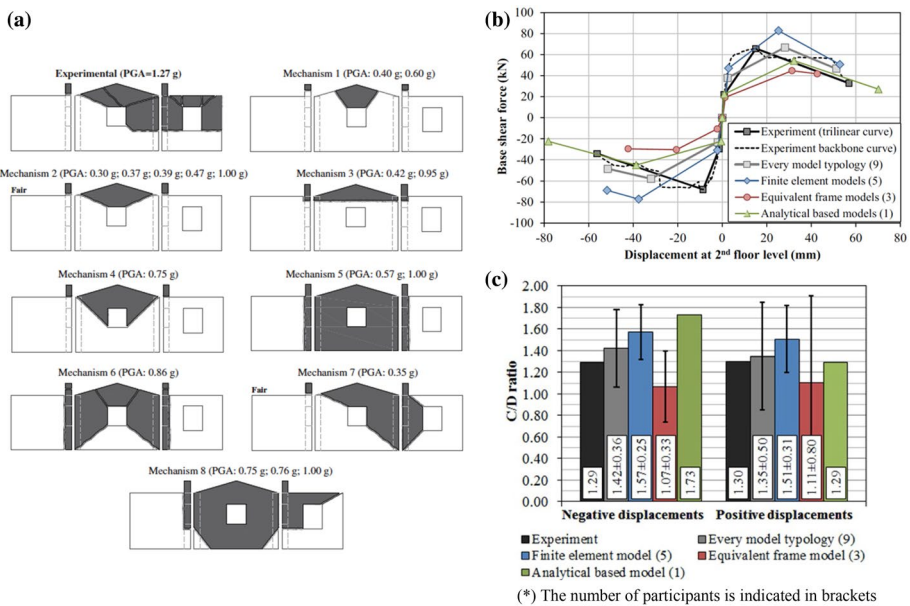 (a)
Experimental (PGA=1.27 g)
Mechanism 1 (PGA: 0.40 g; 0.60 g)
Mechanism 2 (PGA: 0.30 g; 0.37 g; 0.39 g; 0.47 g; 1.00 g)
Fair
Mechanism 3 (PGA: 0.42 g; 0.95 g)
Mechanism 4 (PGA: 0.75 g)
Mechanism 5 (PGA: 0.57 g; 1.00 g)
Mechanism 6 (PGA: 0.86 g)
Mechanism 7 (PGA: 0.35 g)
Fair
Mechanism 8 (PGA: 0.75 g; 0.76 g; 1.00 g)
(b)
Base shear force (kN)
100
80
60
40
20
0
-20
-40
-60
-80
-100
-80 -60 -40 -20 0 20 40 60 80
Displacement at 2nd floor level (mm)
Experiment (trilinear curve)
Experiment backbone curve
Every model typology (9)
Finite element models (5)
Equivalent frame models (3)
Analytical based models (1)
(c)
C/D ratio
2.00
1.80
1.60
1.40
1.20
1.00
0.80
0.60
0.40
0.20
0.00
1.29
1.42±0.36
1.57±0.25
1.07±0.33
1.73
1.30
1.35±0.50
1.51±0.31
1.11±0.80
1.29
Negative displacements Positive displacements
Experiment
Every model typology (9)
Finite element model (5)
Equivalent frame model (3)
Analytical based model (1)
(*) The number of participants is indicated in brackets